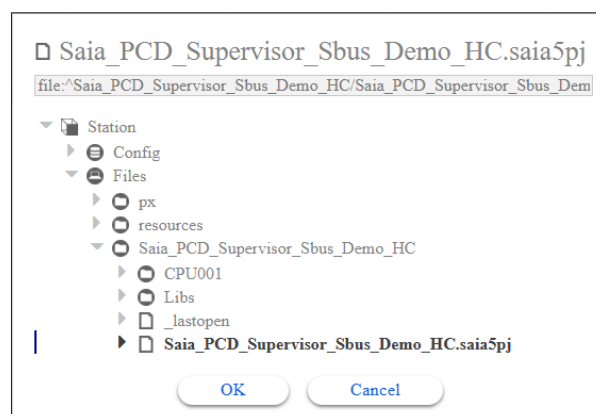 Saia_PCD_Supervisor_Sbus_Demo_HC.saia5pj
file:^Saia_PCD_Supervisor_Sbus_Demo_HC/Saia_PCD_Supervisor_Sbus_Dem
Station
Config
Files
px
resources
Saia_PCD_Supervisor_Sbus_Demo_HC
CPU001
Libs
_lastopen
Saia_PCD_Supervisor_Sbus_Demo_HC.saia5pj
OK Cancel